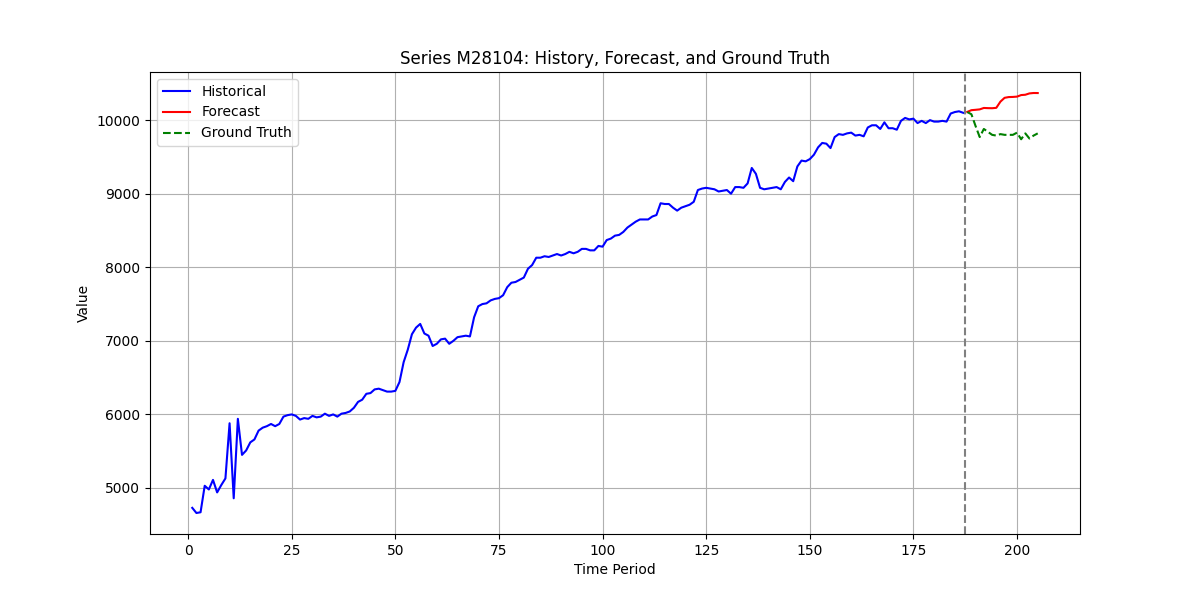 Series M28104: History, Forecast, and Ground Truth
Historical
Forecast
Ground Truth
10000
9000
8000
7000
6000
5000
Value
0 25 50 75 100 125 150 175 200
Time Period